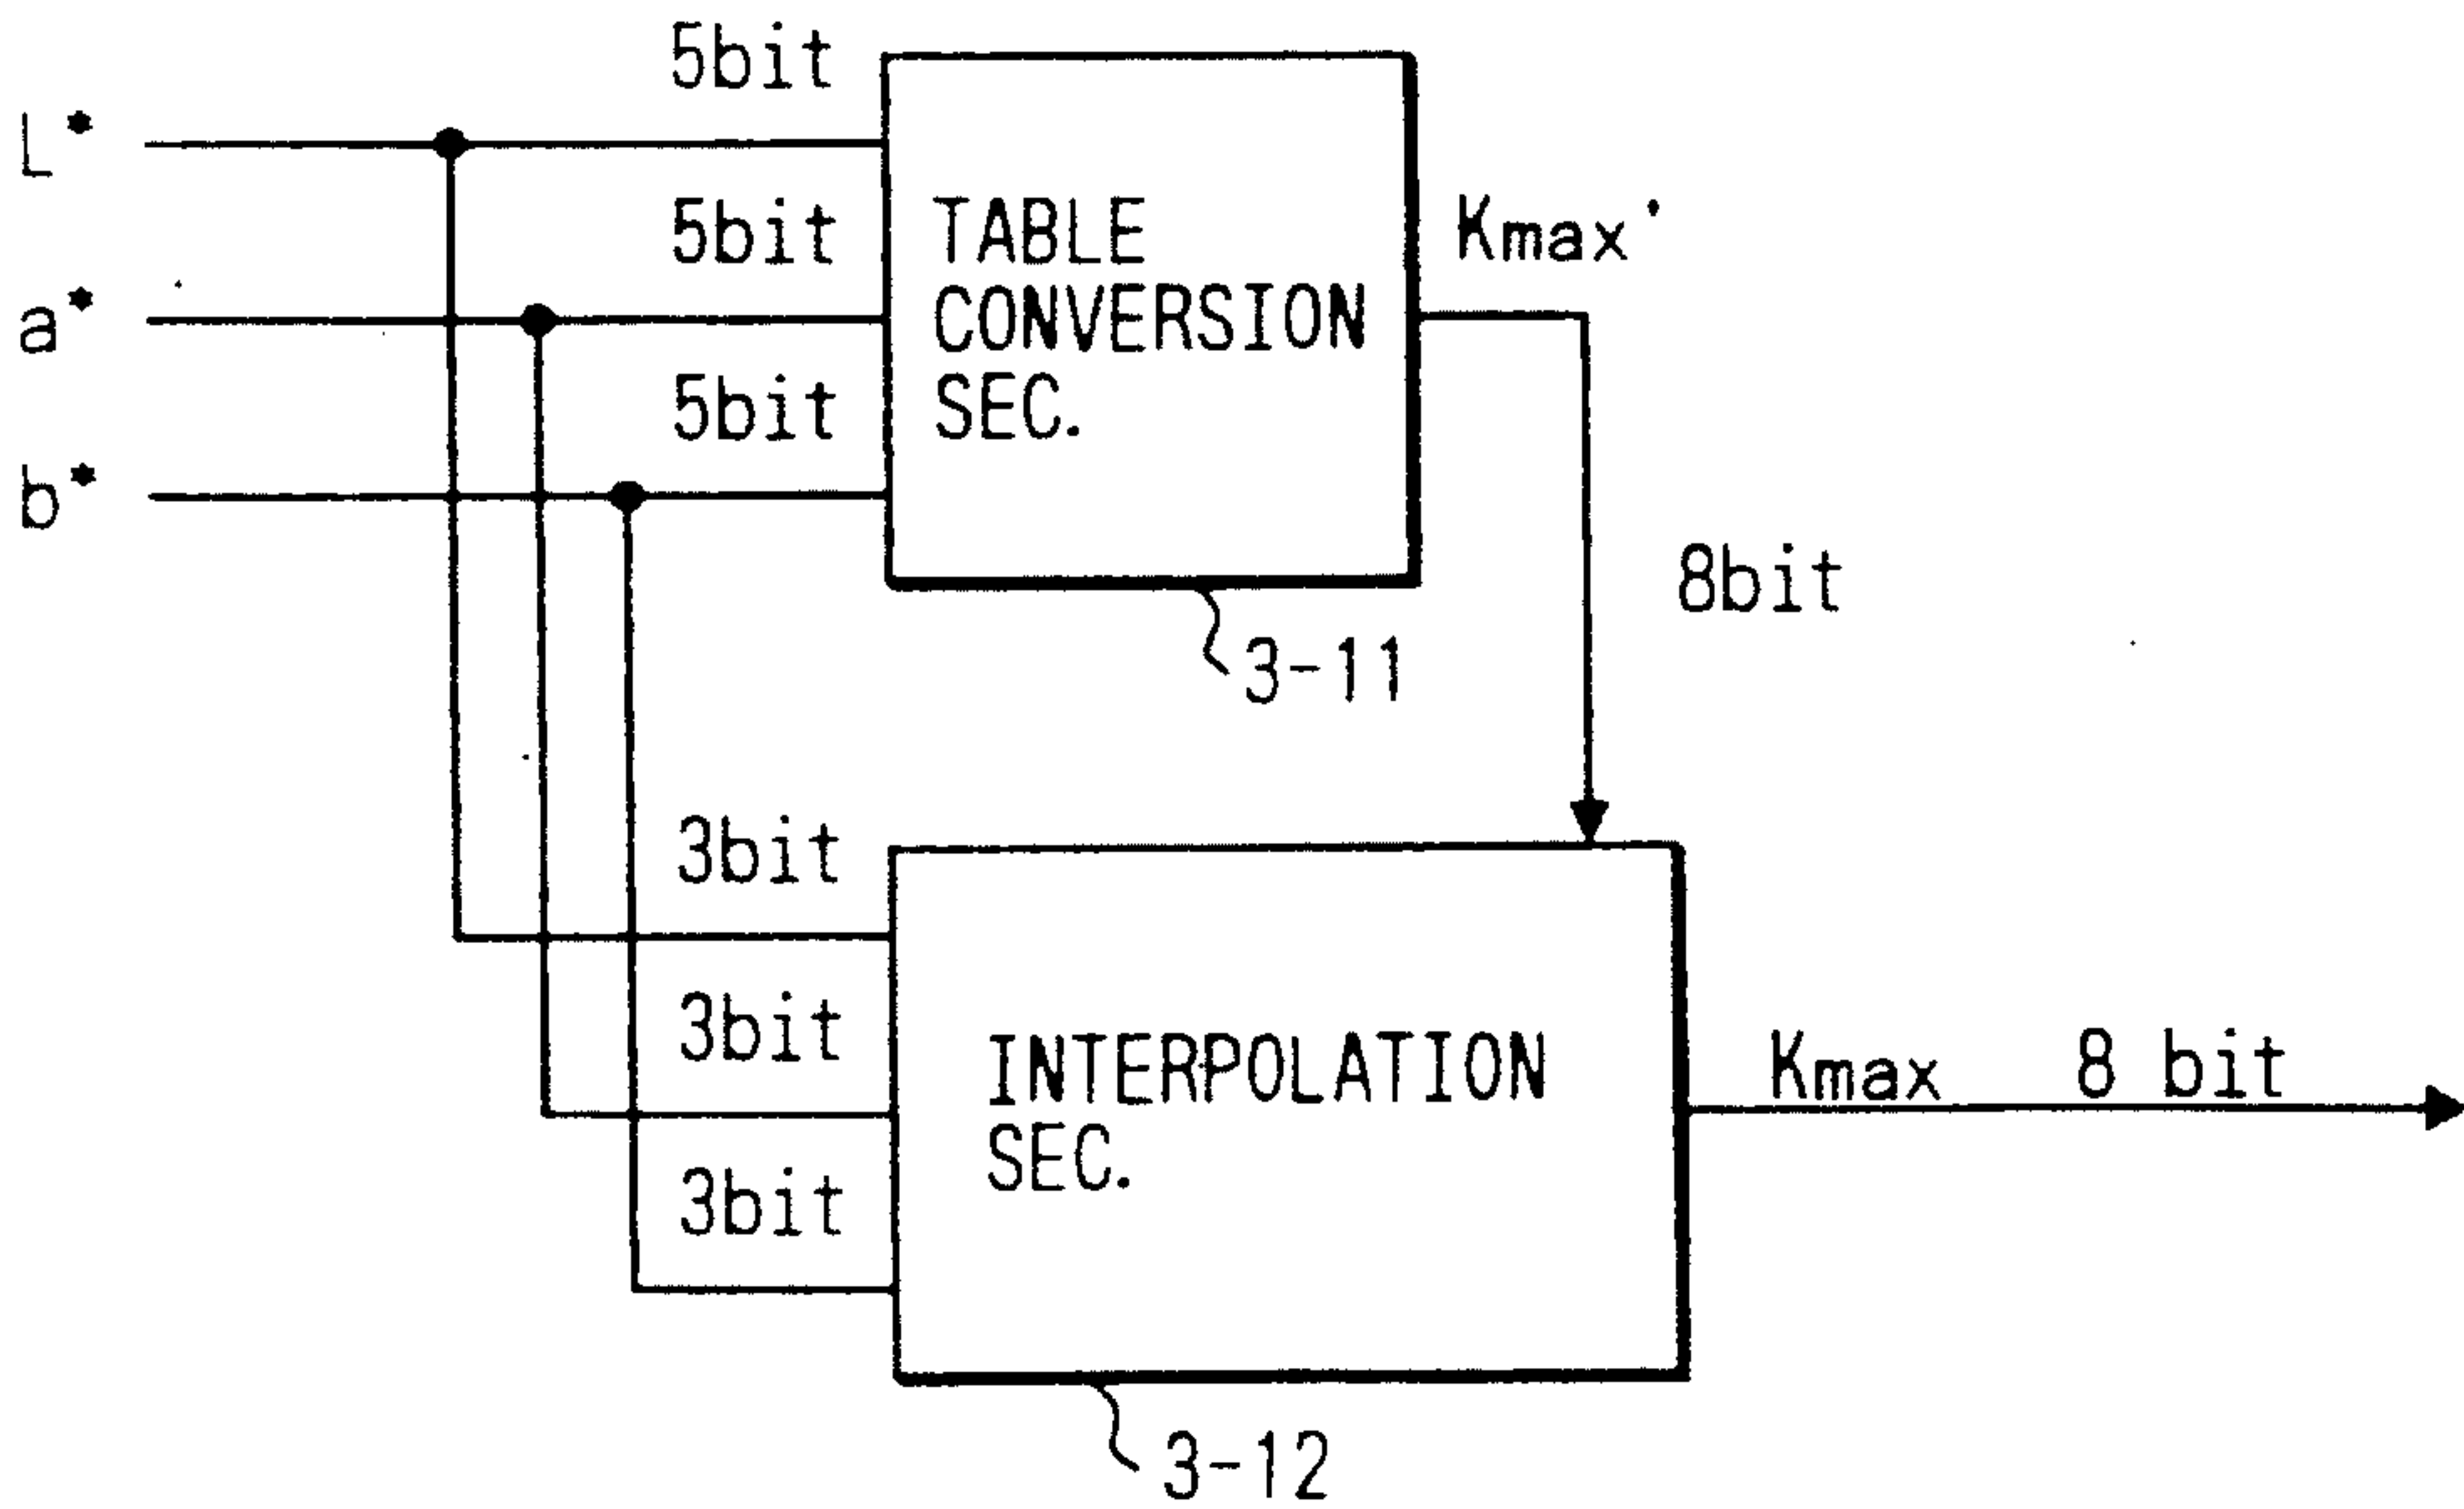 5bit
L*
5bit
TABLE
Kmax'
a*
CONVERSION
5bit
SEC.
b*
8bit
3-11
3bit
3bit
INTERPOLATION
Kmax 8 bit
SEC.
3bit
3-12